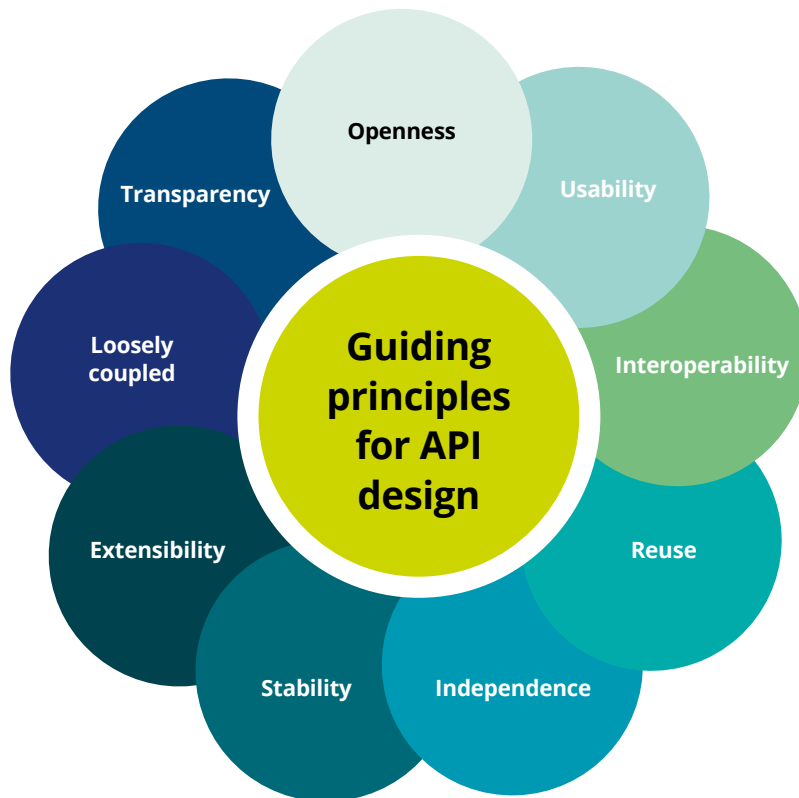 Openness
Usability
Transparency
Interoperability
Loosely
coupled
Guiding
principles
for API
design
Extensibility
Reuse
Stability
Independence